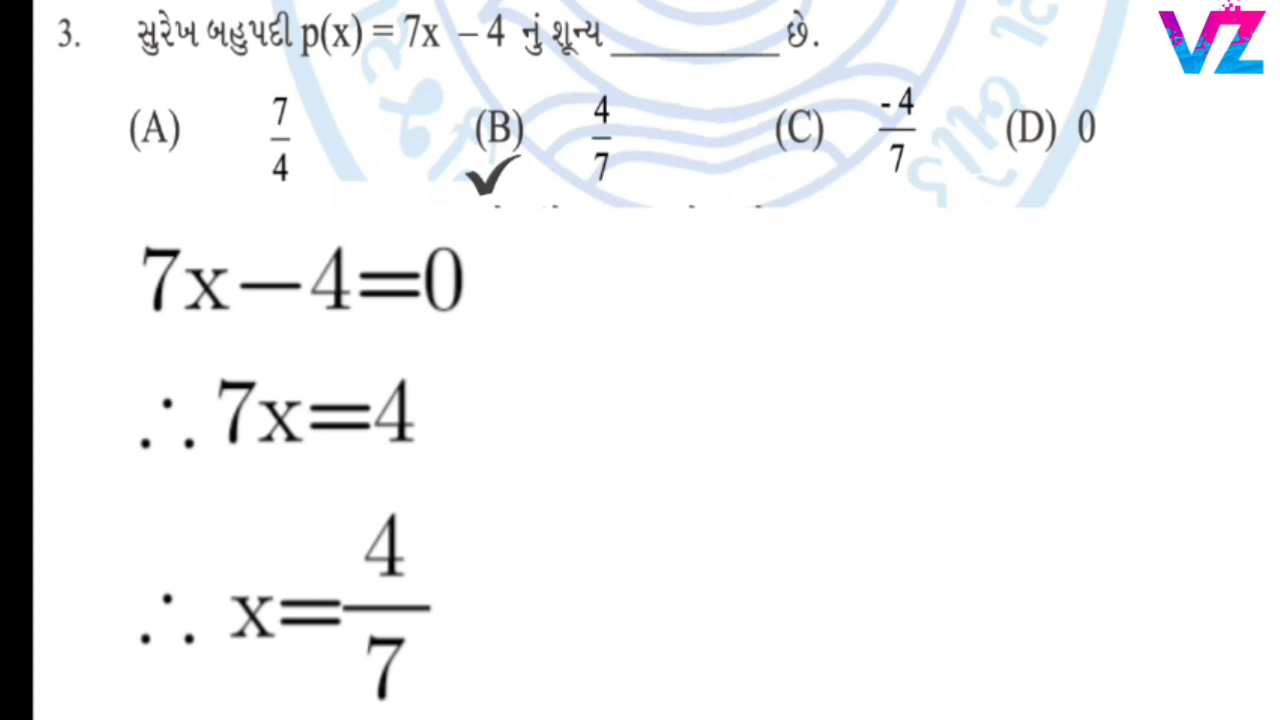 VZ
3. સુરેખ બહુપદી p(x) = 7x – 4 નું શૂન્ય __________ છે.
(A) 7/4 (B) 4/7 (C) -4/7 (D) 0
7x−4=0
∴ 7x=4
∴ x=4/7